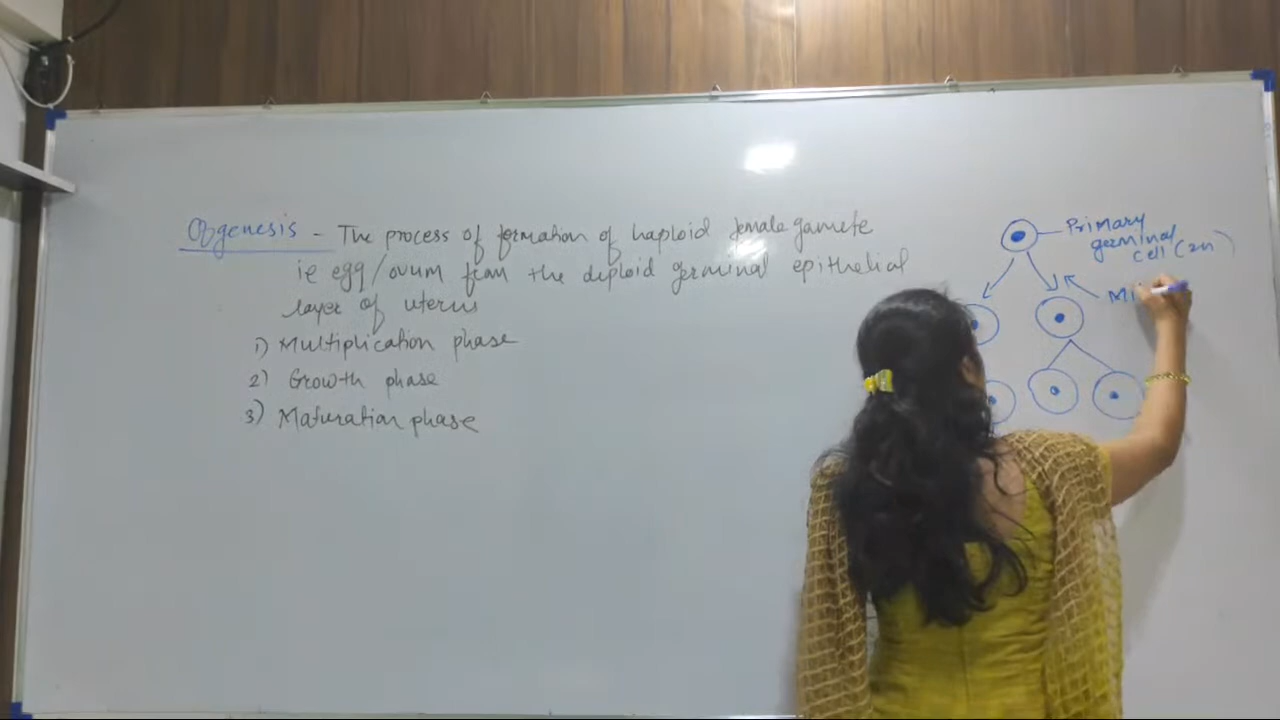 Oogenesis - The process of formation of haploid female gamete
ie egg/ovum from the diploid germinal epithelial
layer of uterus
1) Multiplication phase
2) Growth phase
3) Maturation phase
Primary
germinal
cell (2n)
Mi